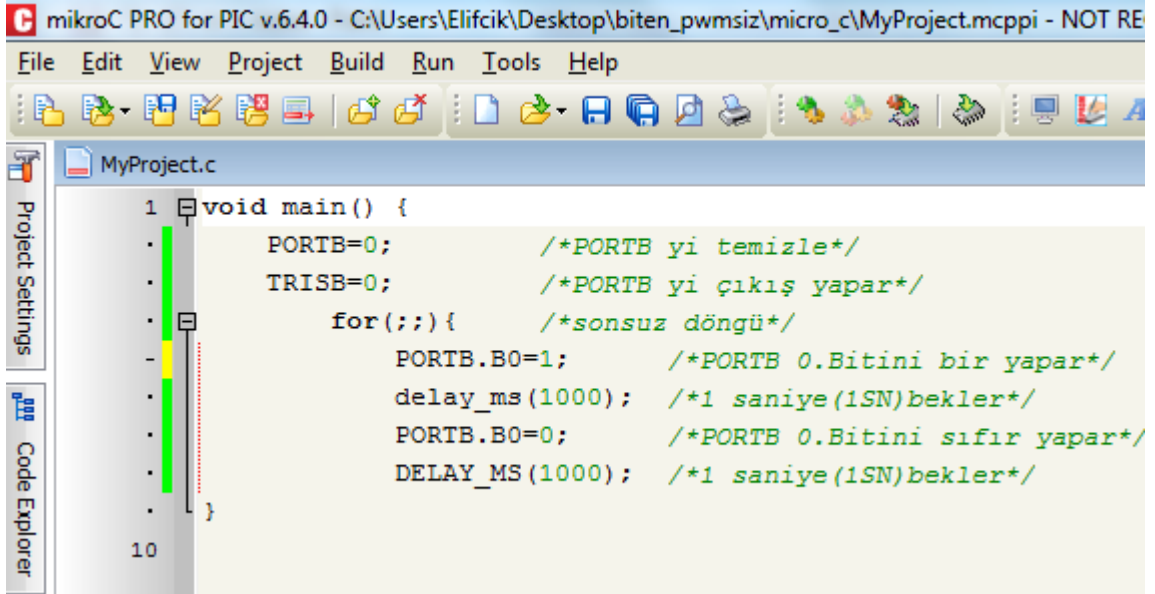 mikroC PRO for PIC v.6.4.0 - C:\Users\Elifcik\Desktop\biten_pwmsiz\micro_c\MyProject.mcppi - NOT RE
File Edit View Project Build Run Tools Help
MyProject.c
Project Settings
Code Explorer
1 void main() {
PORTB=0; /*PORTB yi temizle*/
TRISB=0; /*PORTB yi çıkış yapar*/
for(;;){ /*sonsuz döngü*/
PORTB.B0=1; /*PORTB 0.Bitini bir yapar*/
delay_ms(1000); /*1 saniye(1SN)bekler*/
PORTB.B0=0; /*PORTB 0.Bitini sıfır yapar*/
DELAY_MS(1000); /*1 saniye(1SN)bekler*/
}
10